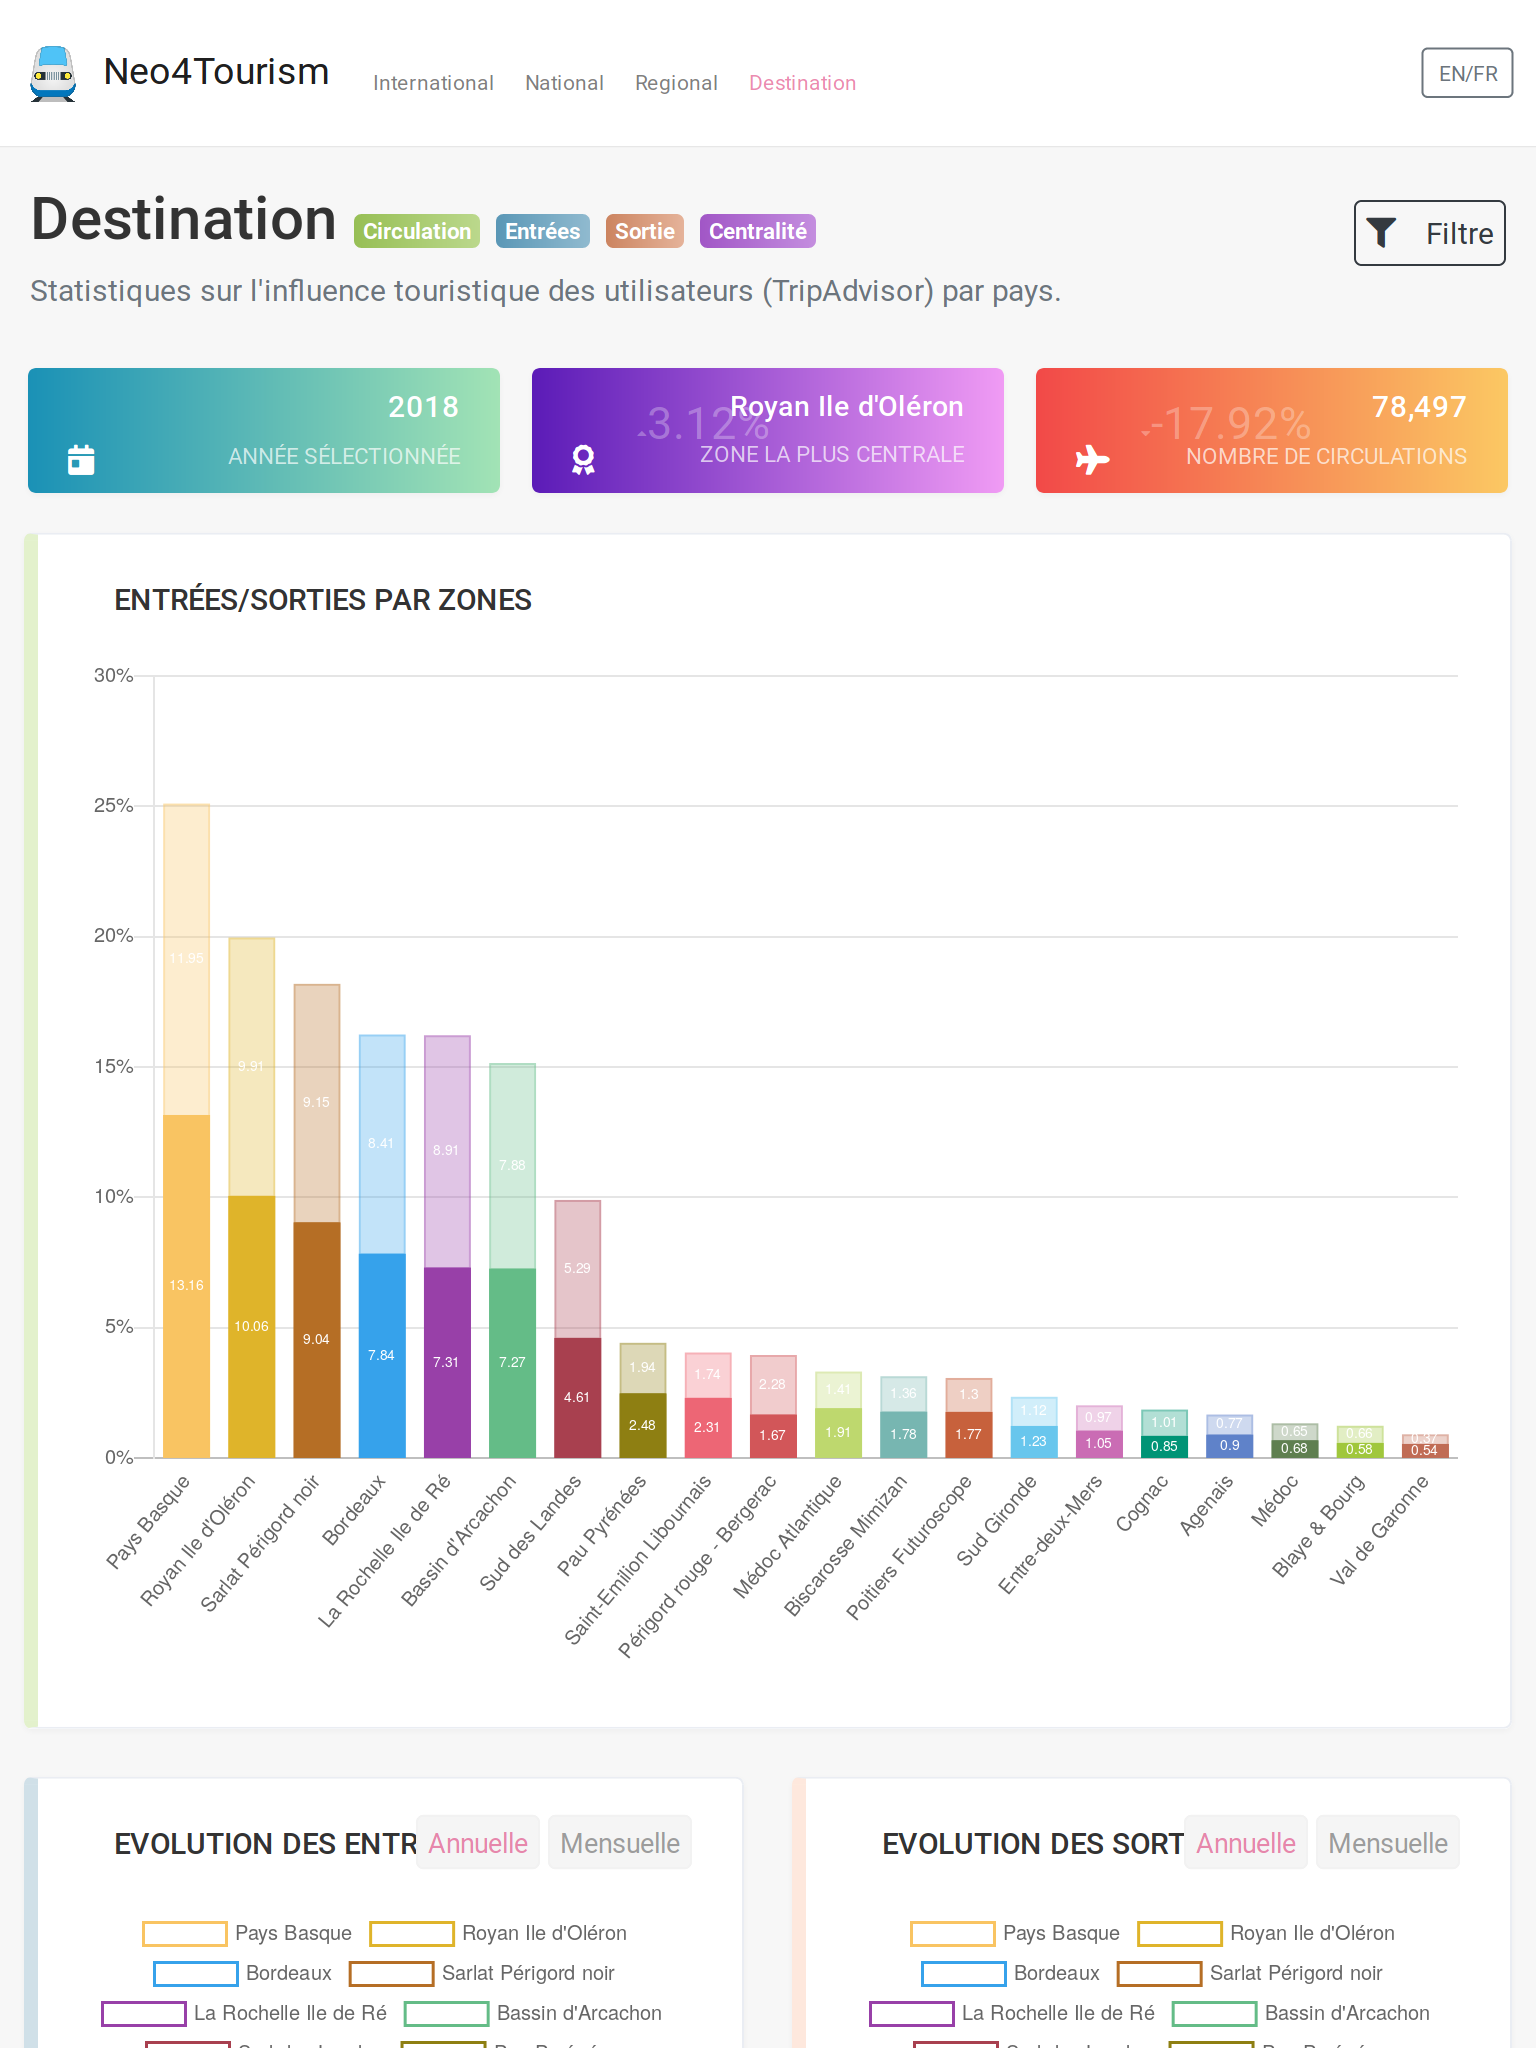 Neo4Tourism
International National Regional Destination
EN/FR
Destination Circulation Entrées Sortie Centralité
Filtre
Statistiques sur l'influence touristique des utilisateurs (TripAdvisor) par pays.
2018
ANNÉE SÉLECTIONNÉE
3.12%
Royan Ile d'Oléron
ZONE LA PLUS CENTRALE
-17.92%
78,497
NOMBRE DE CIRCULATIONS
ENTRÉES/SORTIES PAR ZONES
30%
25%
20%
15%
10%
5%
0%
11.95 9.91 9.15 8.41 8.91 7.88 5.29 1.94 1.74 2.28 1.41 1.36 1.3 1.12 0.97 1.01 0.77 0.65 0.66 0.37
13.16 10.06 9.04 7.84 7.31 7.27 4.61 2.48 2.31 1.67 1.91 1.78 1.77 1.23 1.05 0.85 0.9 0.68 0.58 0.54
Pays Basque
Royan Ile d'Oléron
Sarlat Périgord noir
Bordeaux
La Rochelle Ile de Ré
Bassin d'Arcachon
Sud des Landes
Pau Pyrénées
Saint-Emilion Libournais
Périgord rouge - Bergerac
Médoc Atlantique
Biscarosse Mimizan
Poitiers Futuroscope
Sud Gironde
Entre-deux-Mers
Cognac
Agenais
Médoc
Blaye & Bourg
Val de Garonne
EVOLUTION DES ENTR
Annuelle Mensuelle
Pays Basque Royan Ile d'Oléron
Bordeaux Sarlat Périgord noir
La Rochelle Ile de Ré Bassin d'Arcachon
EVOLUTION DES SORT
Annuelle Mensuelle
Pays Basque Royan Ile d'Oléron
Bordeaux Sarlat Périgord noir
La Rochelle Ile de Ré Bassin d'Arcachon